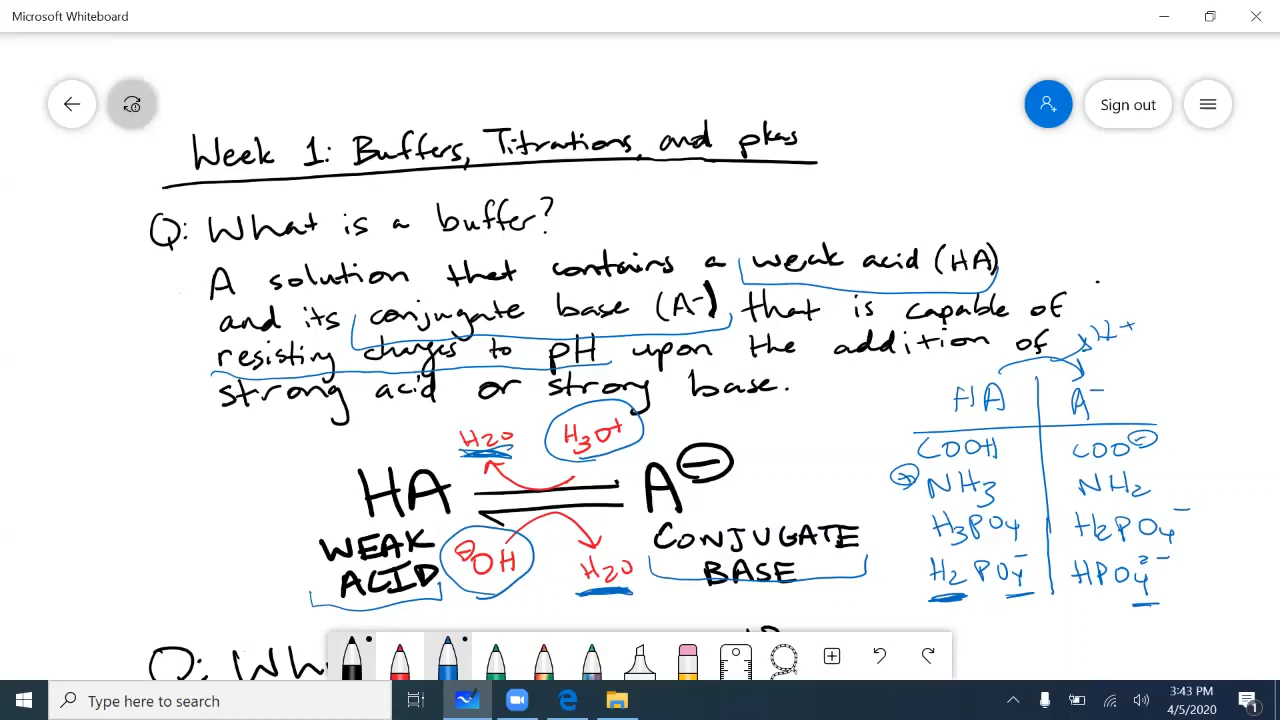 Microsoft Whiteboard
Sign out
Week 1: Buffers, Titrations, and pkas
Q: What is a buffer?
A solution that contains a weak acid (HA)
and its conjugate base (A-) that is capable of
resisting changes to pH upon the addition of
strong acid or strong base.
H+
HA A-
COOH COO-
+NH3 NH2
H3PO4 H2PO4-
H2PO4- HPO4 2-
H2O H3O+
HA A-
WEAK ACID
-OH
H2O
CONJUGATE
BASE
Q: Wh
Type here to search
3:43 PM
4/5/2020
1